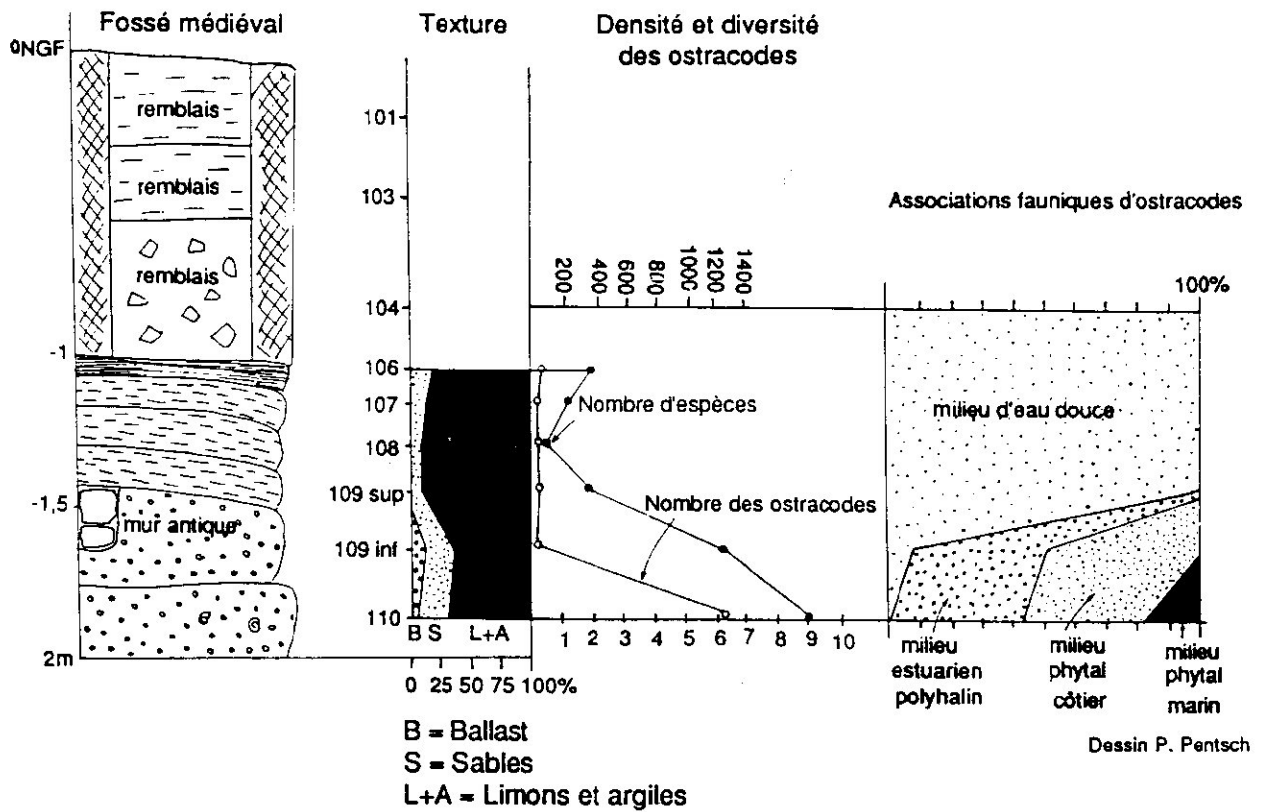 Fossé médiéval
Texture
Densité et diversité
des ostracodes
0NGF
remblais
remblais
remblais
-1
-1,5
mur antique
2m
101
103
104
106
107
108
109 sup
109 inf
110
B S L+A
0 25 50 75 100%
B = Ballast
S = Sables
L+A = Limons et argiles
200 400 600 800 1000 1200 1400
Nombre d'espèces
Nombre des ostracodes
1 2 3 4 5 6 7 8 9 10
Associations fauniques d'ostracodes
100%
milieu d'eau douce
milieu
estuarien
polyhalin
milieu
phytal
côtier
milieu
phytal
marin
Dessin P. Pentsch